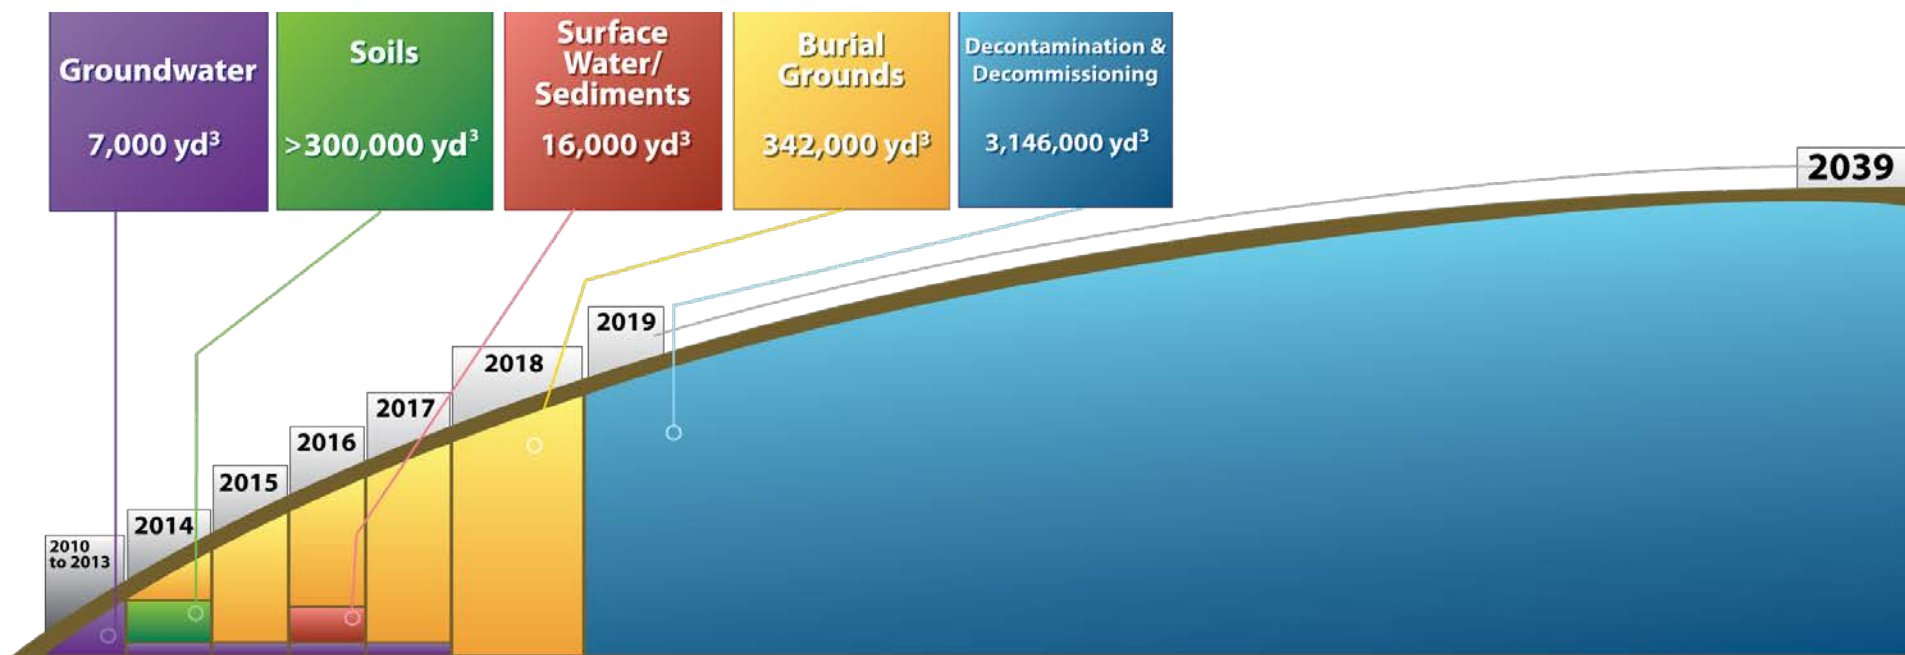 Groundwater
7,000 yd³
Soils
>300,000 yd³
Surface
Water/
Sediments
16,000 yd³
Burial
Grounds
342,000 yd³
Decontamination &
Decommissioning
3,146,000 yd³
2010
to 2013
2014
2015
2016
2017
2018
2019
2039